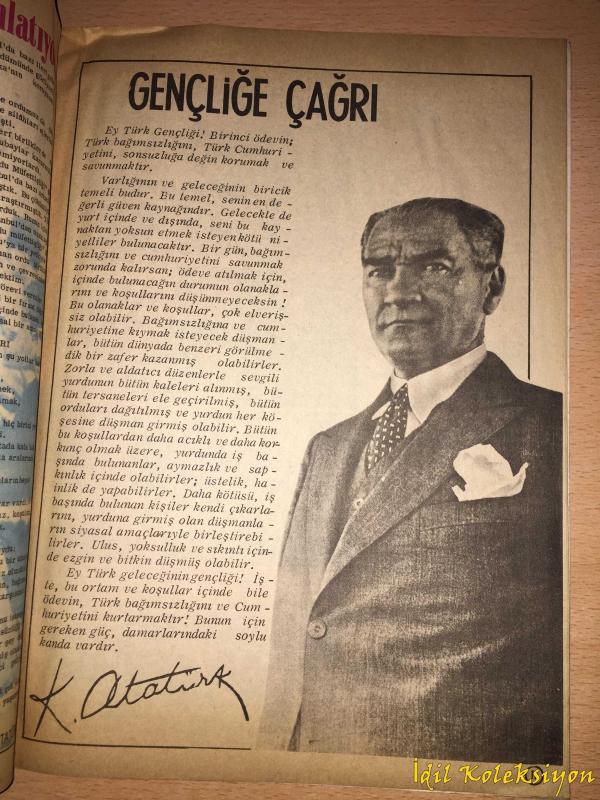 GENÇLİĞE ÇAĞRI
Ey Türk Gençliği! Birinci ödevin;
Türk bağımsızlığını, Türk Cumhuri -
yetini, sonsuzluğa değin korumak ve
savunmaktır.
Varlığının ve geleceğinin biricik
temeli budur. Bu temel, senin en de -
ğerli güven kaynağındır. Gelecekte de
yurt içinde ve dışında, seni bu kay -
naktan yoksun etmek isteyen kötü ni -
yetliler bulunacaktır. Bir gün, bağım-
sızlığını ve cumhuriyetini savunmak
zorunda kalırsan; ödeve atılmak için,
içinde bulunacağın durumun olanakla -
rını ve koşullarını düşünmeyeceksin !
Bu olanaklar ve koşullar, çok elveriş-
siz olabilir. Bağımsızlığına ve cum -
huriyetine kıymak isteyecek düşman -
lar, bütün dünyada benzeri görülme -
dik bir zafer kazanmış olabilirler.
Zorla ve aldatıcı düzenlerle sevgili
yurdunun bütün kaleleri alınmış, bü-
tün tersaneleri ele geçirilmiş, bütün
orduları dağıtılmış ve yurdun her kö -
şesine düşman girmiş olabilir. Bütün
bu koşullardan daha acıklı ve daha kor-
kunç olmak üzere, yurdunda iş ba -
şında bulunanlar, aymazlık ve sap -
kınlık içinde olabilirler; üstelik, ha -
inlik de yapabilirler. Daha kötüsü, iş
başında bulunan kişiler kendi çıkarla-
rını, yurduna girmiş olan düşmanla-
rın siyasal amaçlarıyle birleştirebi -
lirler. Ulus, yoksulluk ve sıkıntı için-
de ezgin ve bitkin düşmüş olabilir.
Ey Türk geleceğinin gençliği! İş -
te, bu ortam ve koşullar içinde bile
ödevin, Türk bağımsızlığını ve Cum -
huriyetini kurtarmaktır! Bunun için
gereken güç, damarlarındaki soylu
kanda vardır.
K. Atatürk
İdil Koleksiyon